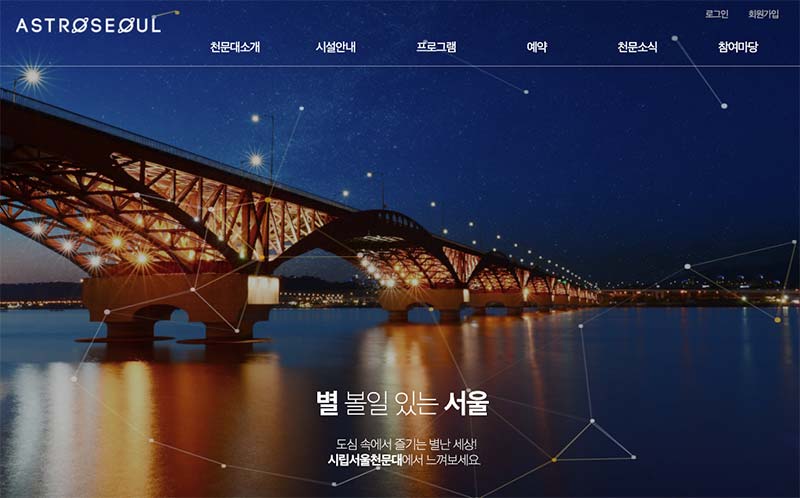 로그인 회원가입
ASTROSEOUL
천문대소개 시설안내 프로그램 예약 천문소식 참여마당
별 볼일 있는 서울
도심 속에서 즐기는 별난 세상!
시립서울천문대에서 느껴보세요.